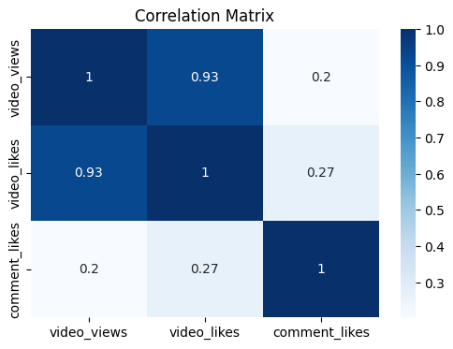 Correlation Matrix
video_views
1
0.93
0.2
video_likes
0.93
1
0.27
comment_likes
0.2
0.27
1
video_views
video_likes
comment_likes
1.0
0.9
0.8
0.7
0.6
0.5
0.4
0.3